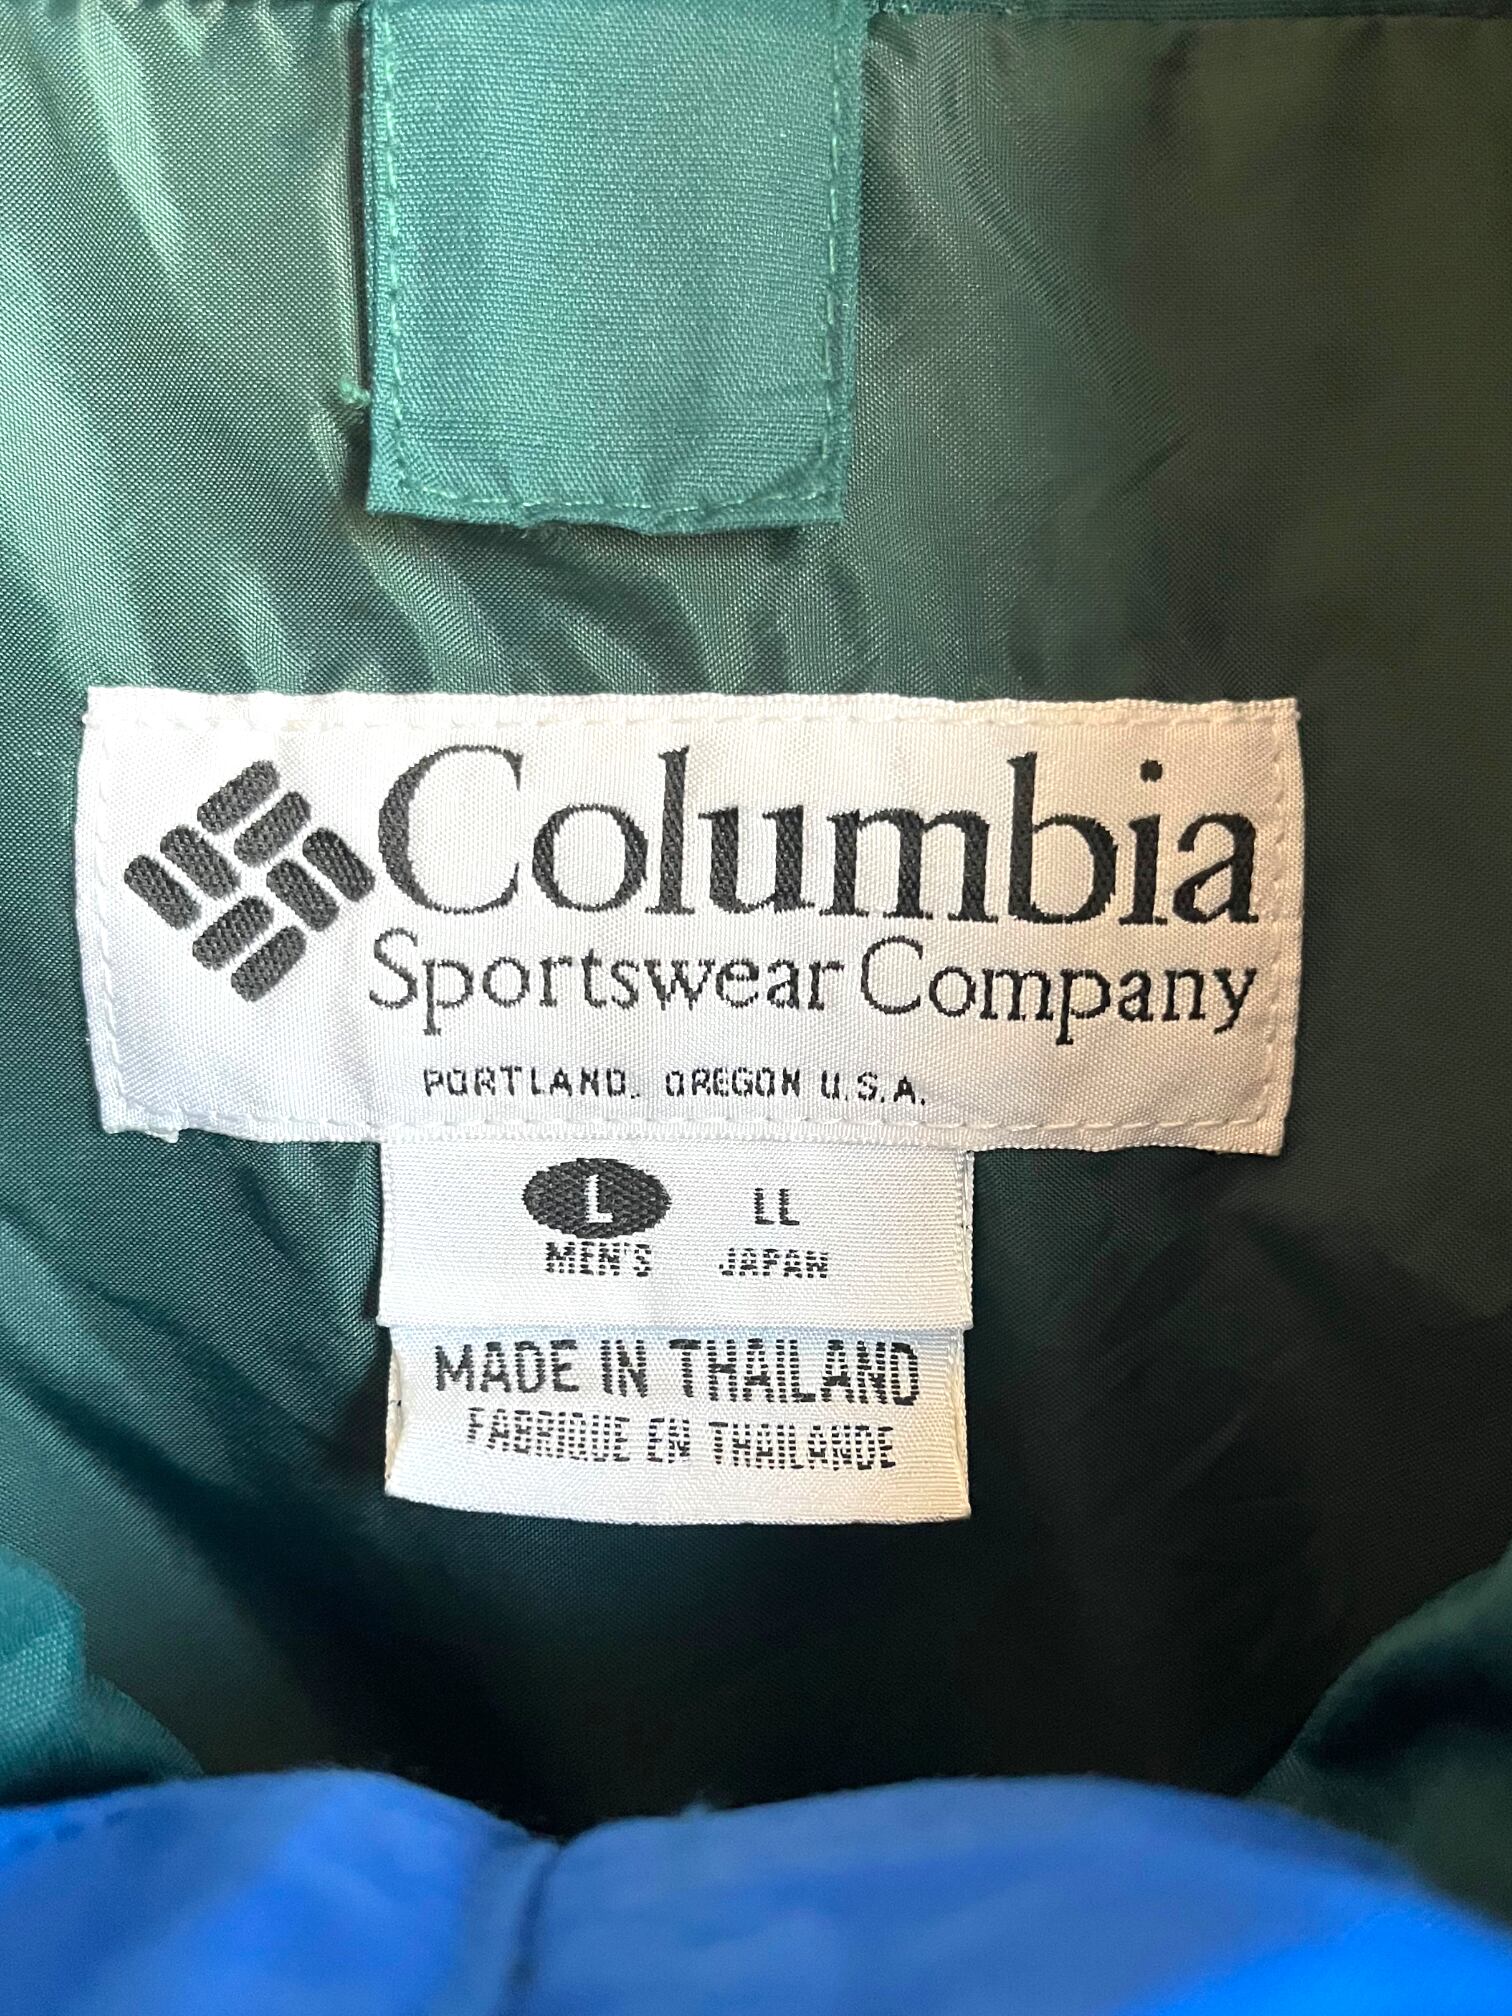 Columbia
Sportswear Company
PORTLAND, OREGON U.S.A.
L LL
MEN'S JAPAN
MADE IN THAILAND
FABRIQUE EN THAILANDE